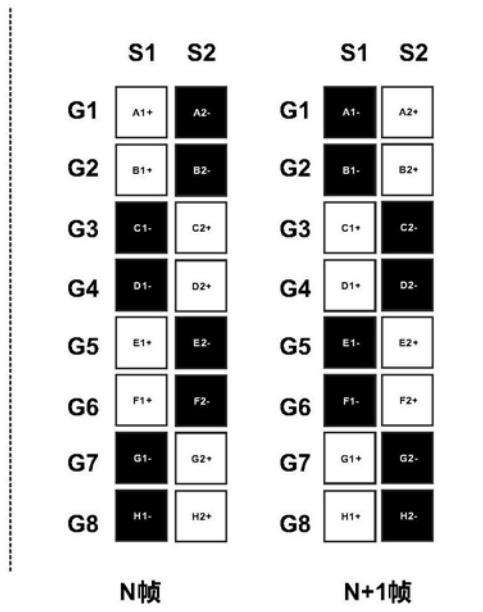 S1 S2 S1 S2
G1 A1+ A2- G1 A1- A2+
G2 B1+ B2- G2 B1- B2+
G3 C1- C2+ G3 C1+ C2-
G4 D1- D2+ G4 D1+ D2-
G5 E1+ E2- G5 E1- E2+
G6 F1+ F2- G6 F1- F2+
G7 G1- G2+ G7 G1+ G2-
G8 H1- H2+ G8 H1+ H2-
N帧 N+1帧